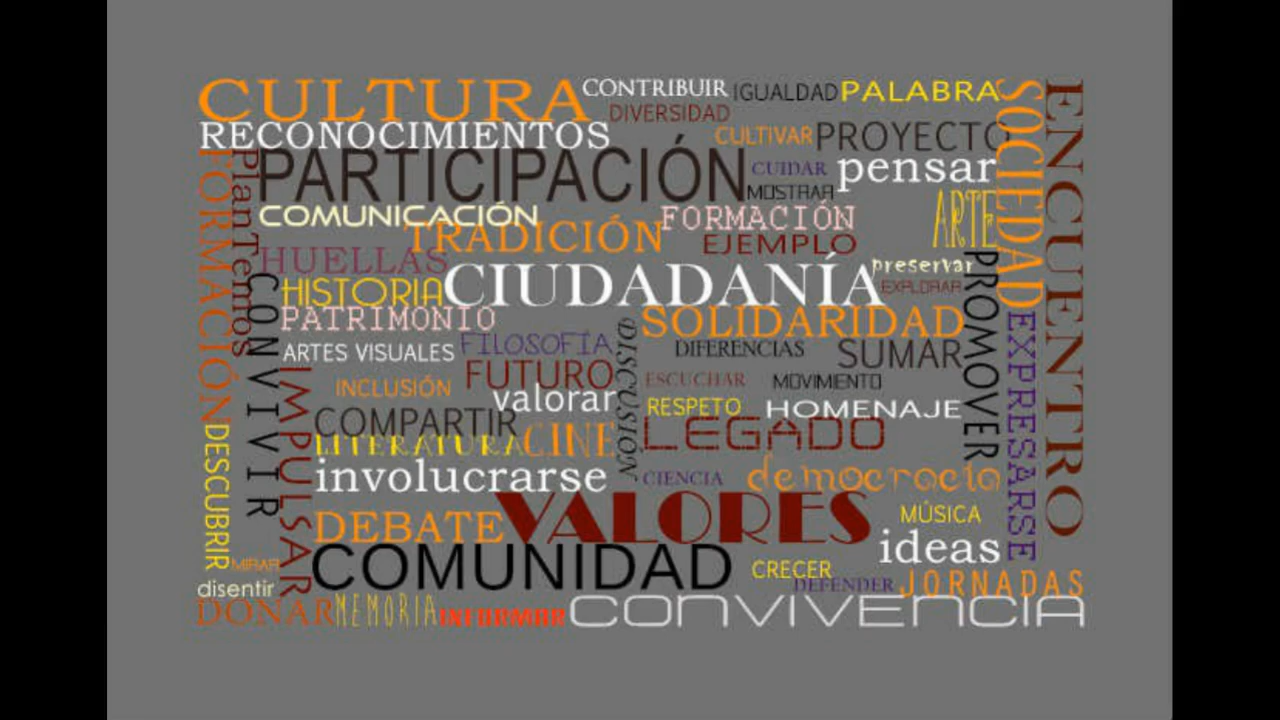 CULTURA
CONTRIBUIR
IGUALDAD
PALABRA
DIVERSIDAD
RECONOCIMIENTOS
CULTIVAR
PROYECTO
SOCIEDAD
ENCUENTRO
FORMACIÓN
PlanTemos
PARTICIPACIÓN
CUIDAR
pensar
MOSTRAR
COMUNICACIÓN
TRADICIÓN
FORMACIÓN
ARTE
EJEMPLO
HUELLAS
CIUDADANÍA
preservar
EXPLORAR
PROMOVER
CONVIVIR
HISTORIA
PATRIMONIO
SOLIDARIDAD
EXPRESARSE
ARTES VISUALES
FILOSOFÍA
DISCUSIÓN
DIFERENCIAS
SUMAR
IMPULSAR
INCLUSIÓN
FUTURO
ESCUCHAR
MOVIMIENTO
valorar
RESPETO
HOMENAJE
COMPARTIR
LITERATURA
CINE
LEGADO
DESCUBRIR
involucrarse
CIENCIA
democracia
DEBATE
VALORES
MÚSICA
ideas
COMUNIDAD
MIRAR
CRECER
disentir
DEFENDER
JORNADAS
DONAR
MEMORIA
INFORMAR
CONVIVENCIA